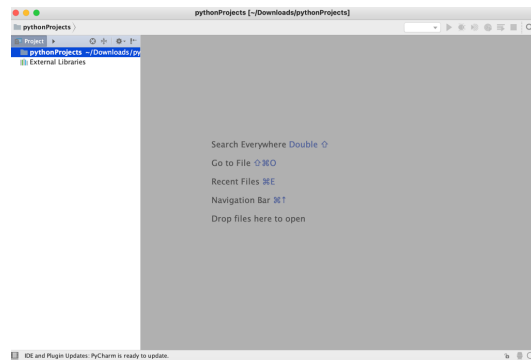 pythonProjects [~/Downloads/pythonProjects]
pythonProjects
Project
pythonProjects ~/Downloads/py
External Libraries
Search Everywhere Double ⇧
Go to File ⇧⌘O
Recent Files ⌘E
Navigation Bar ⌘↑
Drop files here to open
IDE and Plugin Updates: PyCharm is ready to update.